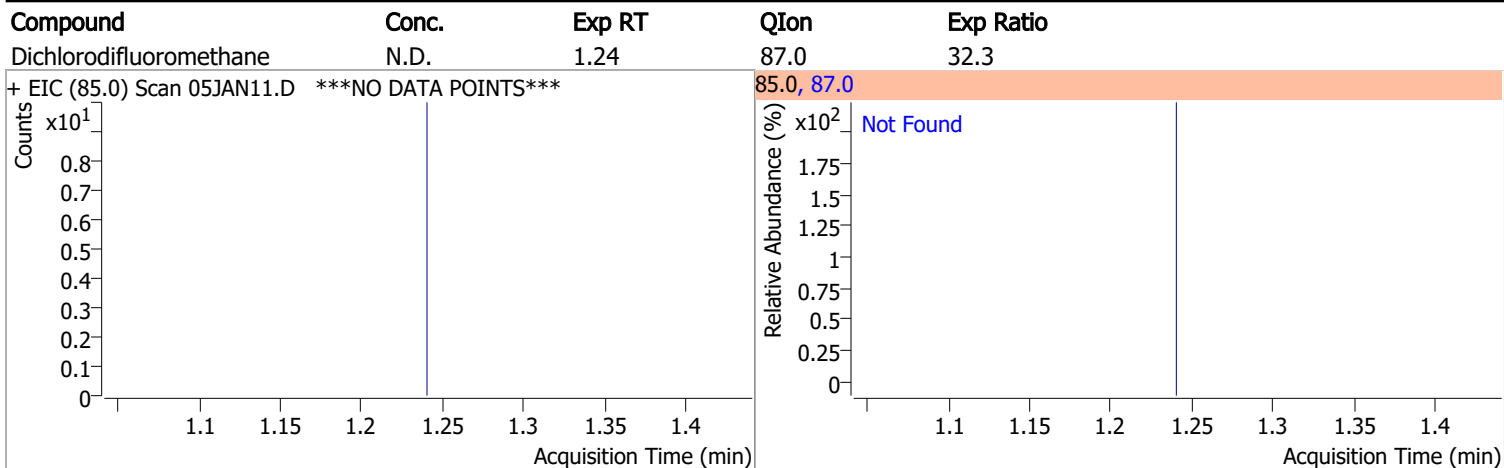 Compound Conc. Exp RT QIon Exp Ratio
Dichlorodifluoromethane N.D. 1.24 87.0 32.3
+ EIC (85.0) Scan 05JAN11.D ***NO DATA POINTS***
Counts
x10¹
0.8
0.7
0.6
0.5
0.4
0.3
0.2
0.1
0
1.1 1.15 1.2 1.25 1.3 1.35 1.4
Acquisition Time (min)
85.0, 87.0
Relative Abundance (%)
x10²
Not Found
1.75
1.5
1.25
1
0.75
0.5
0.25
0
1.1 1.15 1.2 1.25 1.3 1.35 1.4
Acquisition Time (min)